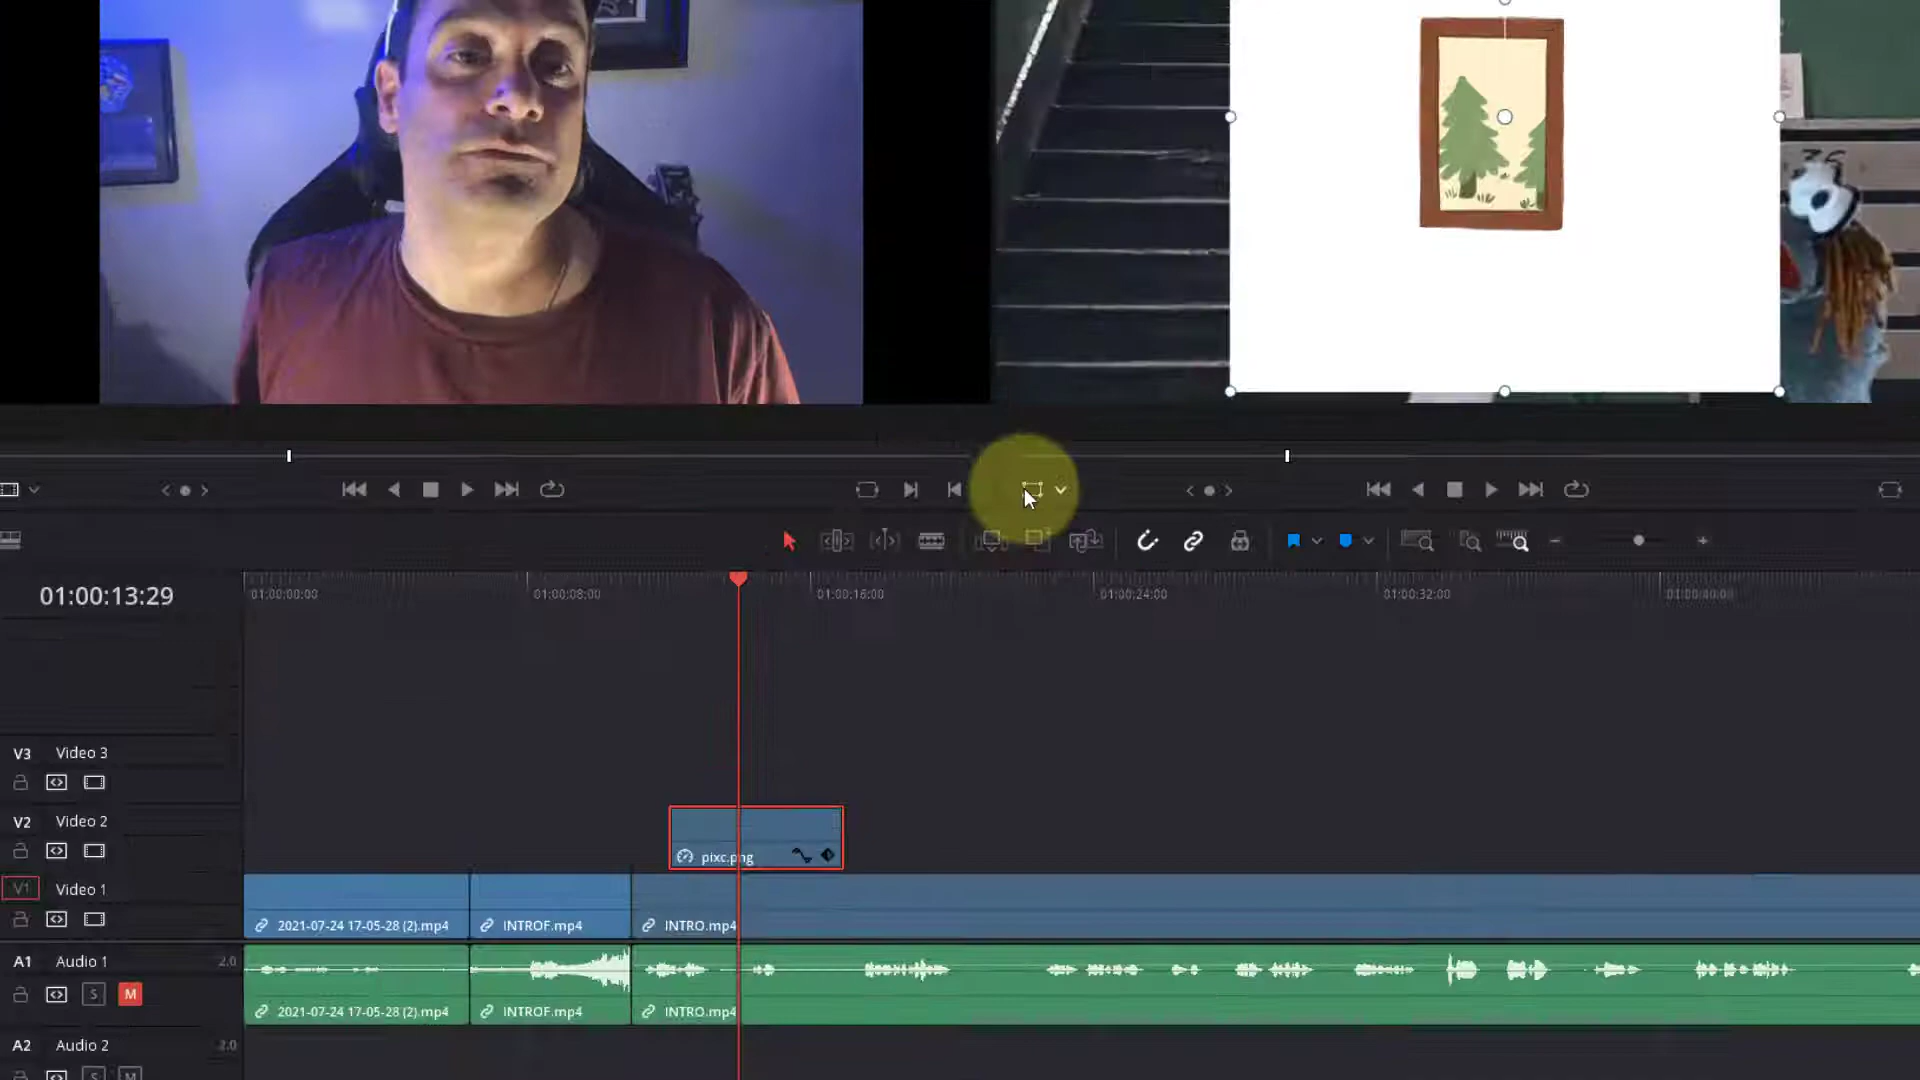 01:00:13:29
01:00:00:00
01:00:08:00
01:00:16:00
01:00:24:00
01:00:32:00
01:00:40:00
V3 Video 3
V2 Video 2
pixc.png
V1 Video 1
2021-07-24 17-05-28 (2).mp4
INTROF.mp4
INTRO.mp4
A1 Audio 1 2.0
S M
2021-07-24 17-05-28 (2).mp4
INTROF.mp4
INTRO.mp4
A2 Audio 2 2.0
S M